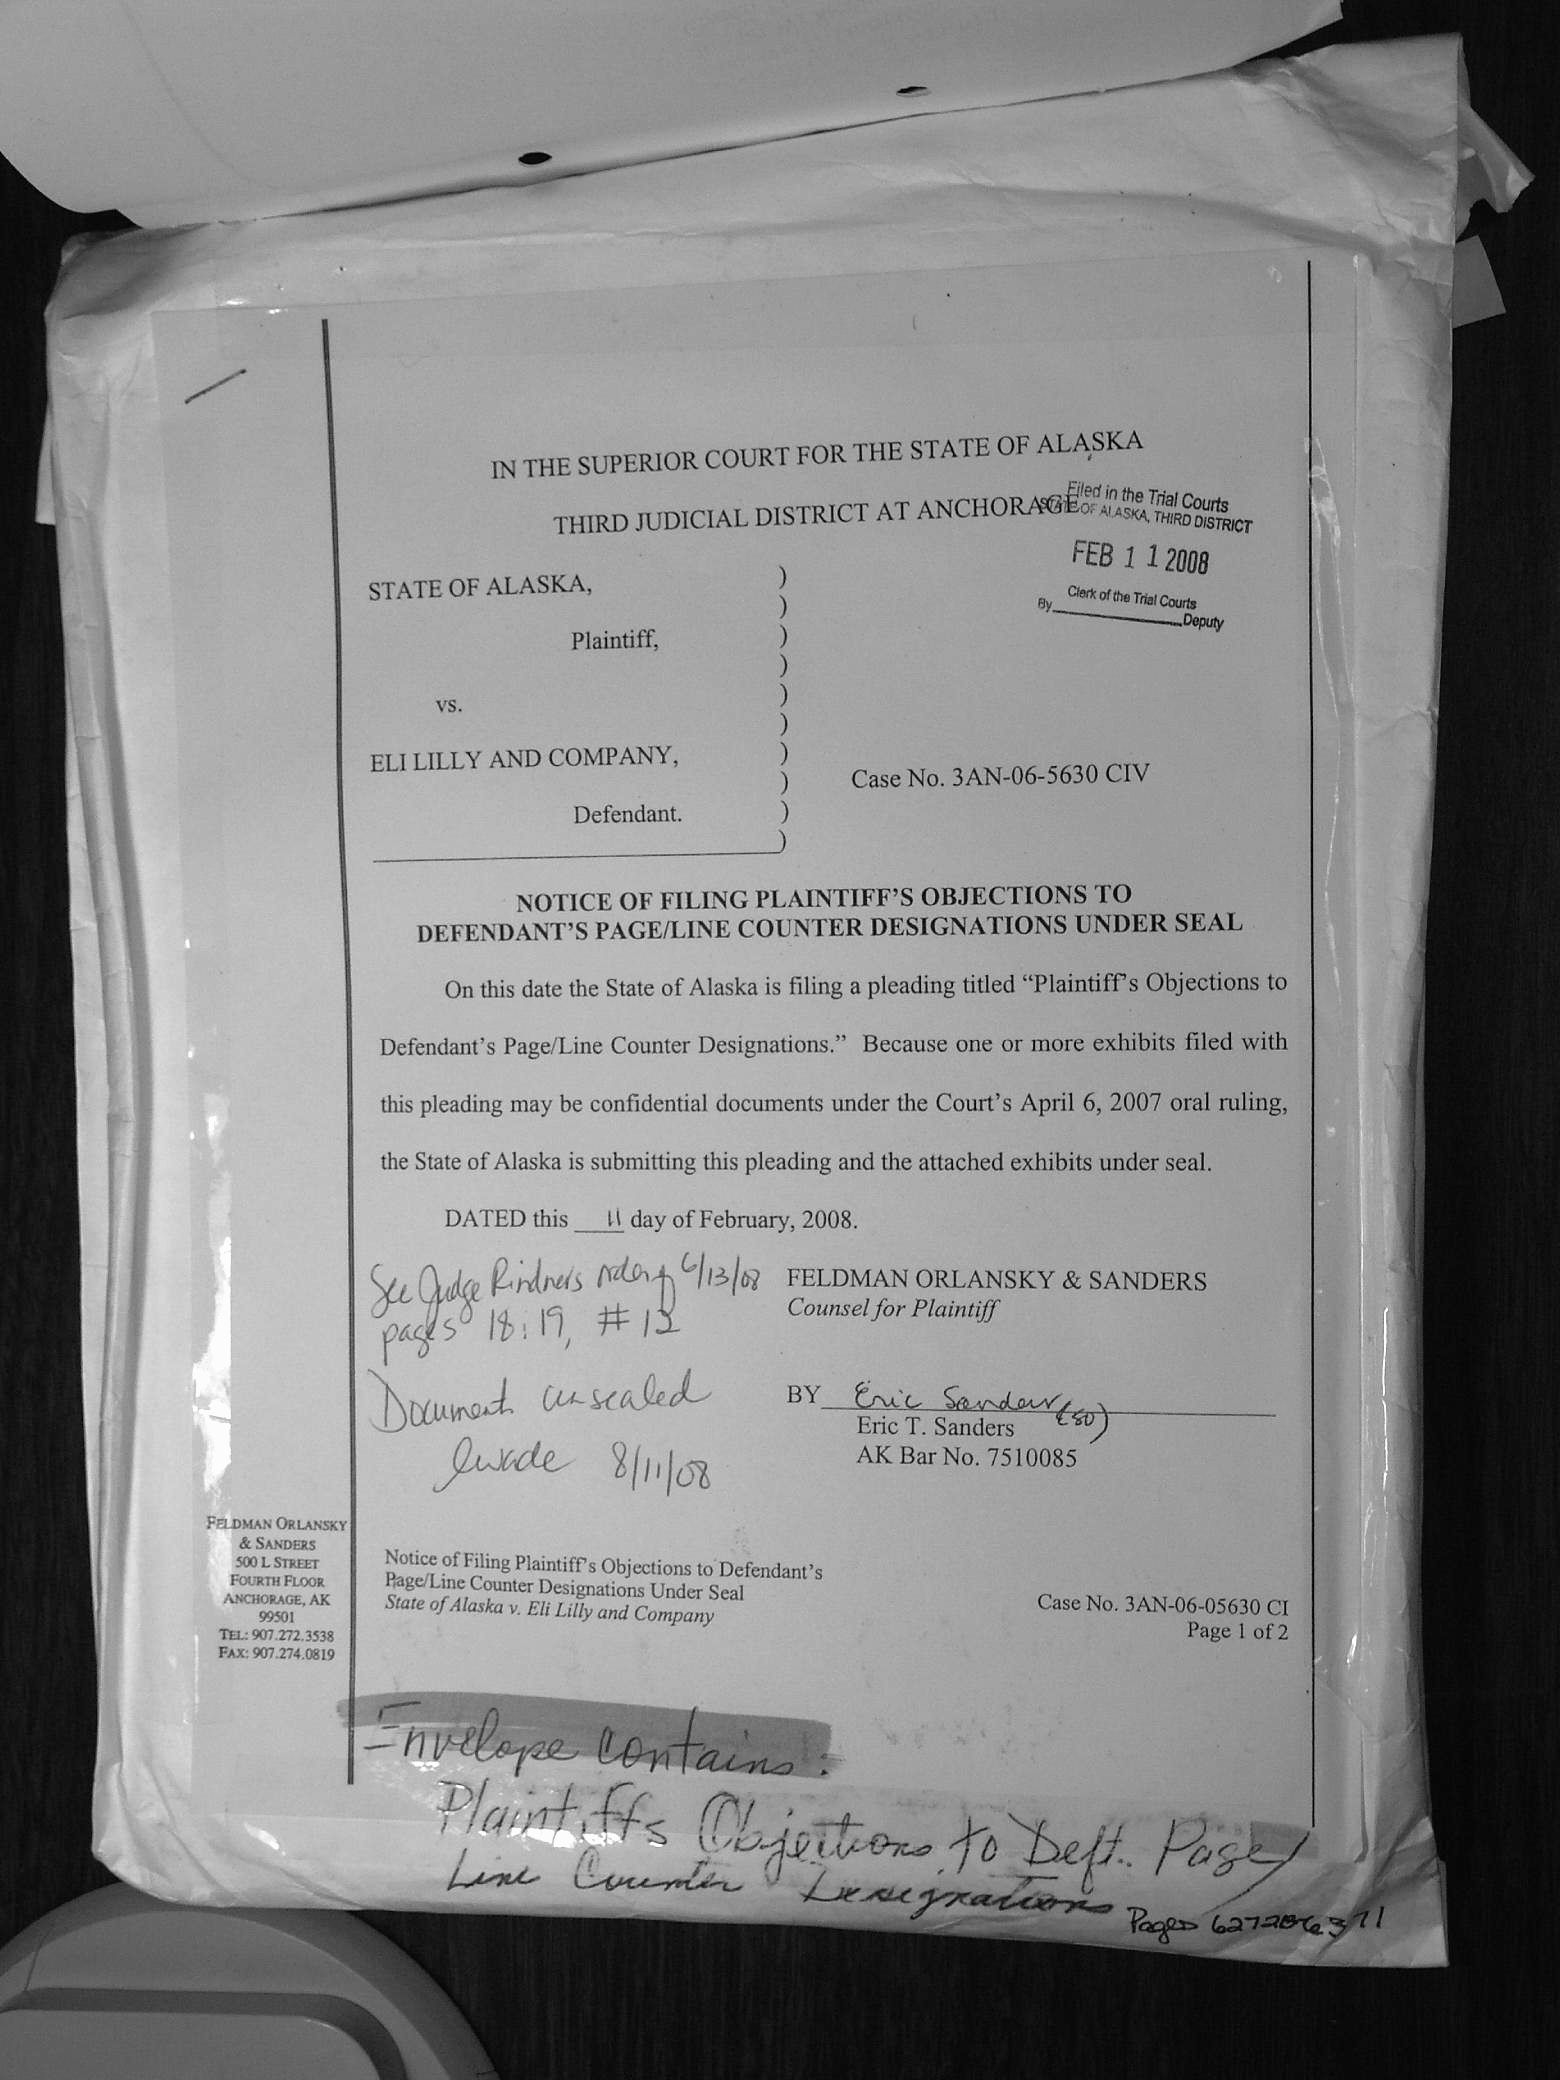 IN THE SUPERIOR COURT FOR THE STATE OF ALASKA
THIRD JUDICIAL DISTRICT AT ANCHORAGE
Filed in the Trial Courts
STATE OF ALASKA, THIRD DISTRICT
FEB 11 2008
Clerk of the Trial Courts
By Deputy
STATE OF ALASKA,
Plaintiff,
vs.
ELI LILLY AND COMPANY,
Defendant.
)
)
)
)
)
)
)
)
)
)
Case No. 3AN-06-5630 CIV
NOTICE OF FILING PLAINTIFF'S OBJECTIONS TO
DEFENDANT'S PAGE/LINE COUNTER DESIGNATIONS UNDER SEAL
On this date the State of Alaska is filing a pleading titled “Plaintiff's Objections to
Defendant's Page/Line Counter Designations.” Because one or more exhibits filed with
this pleading may be confidential documents under the Court's April 6, 2007 oral ruling,
the State of Alaska is submitting this pleading and the attached exhibits under seal.
DATED this 11 day of February, 2008.
See Judge Rindner's order of 6/13/08
pages 18:19, # 12
Document unsealed
lwade 8/11/08
FELDMAN ORLANSKY & SANDERS
Counsel for Plaintiff
BY Eric Sanders
Eric T. Sanders
AK Bar No. 7510085
FELDMAN ORLANSKY
& SANDERS
500 L STREET
FOURTH FLOOR
ANCHORAGE, AK
99501
TEL: 907.272.3538
FAX: 907.274.0819
Notice of Filing Plaintiff's Objections to Defendant's
Page/Line Counter Designations Under Seal
State of Alaska v. Eli Lilly and Company
Case No. 3AN-06-05630 CI
Page 1 of 2
Envelope contains:
Plaintiffs Objections to Deft. Page/
Line Counter Designations
Pages